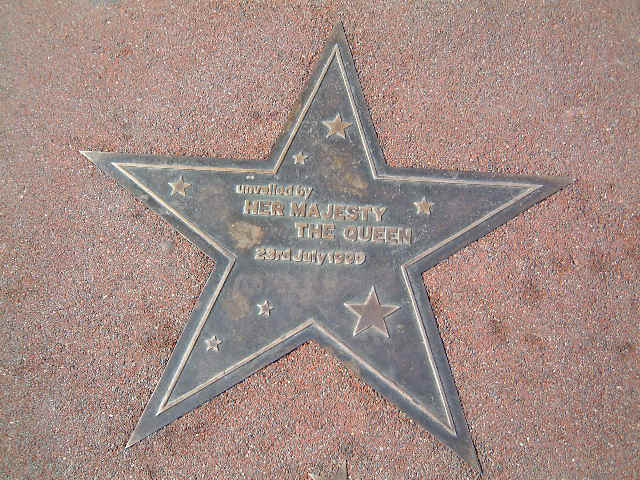 unveiled by
HER MAJESTY
THE QUEEN
23rd July 1999